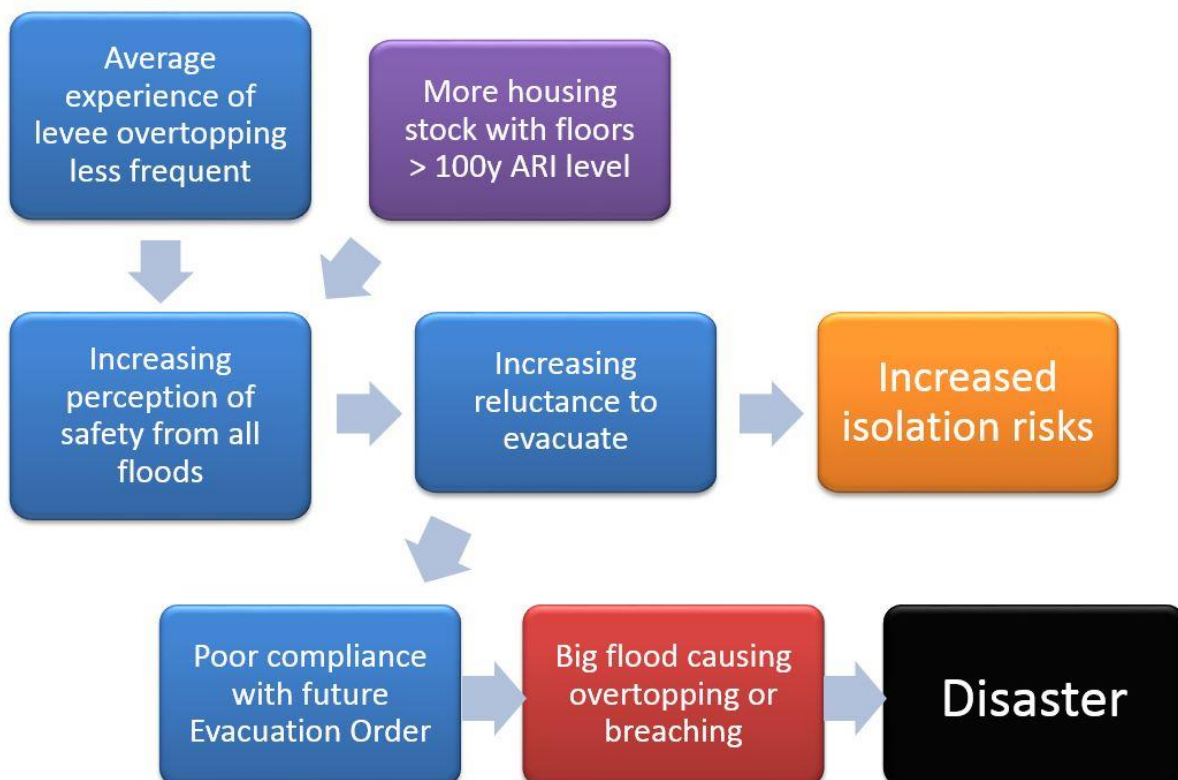 Average
experience of
levee overtopping
less frequent
More housing
stock with floors
> 100y ARI level
Increasing
perception of
safety from all
floods
Increasing
reluctance to
evacuate
Increased
isolation risks
Poor compliance
with future
Evacuation Order
Big flood causing
overtopping or
breaching
Disaster